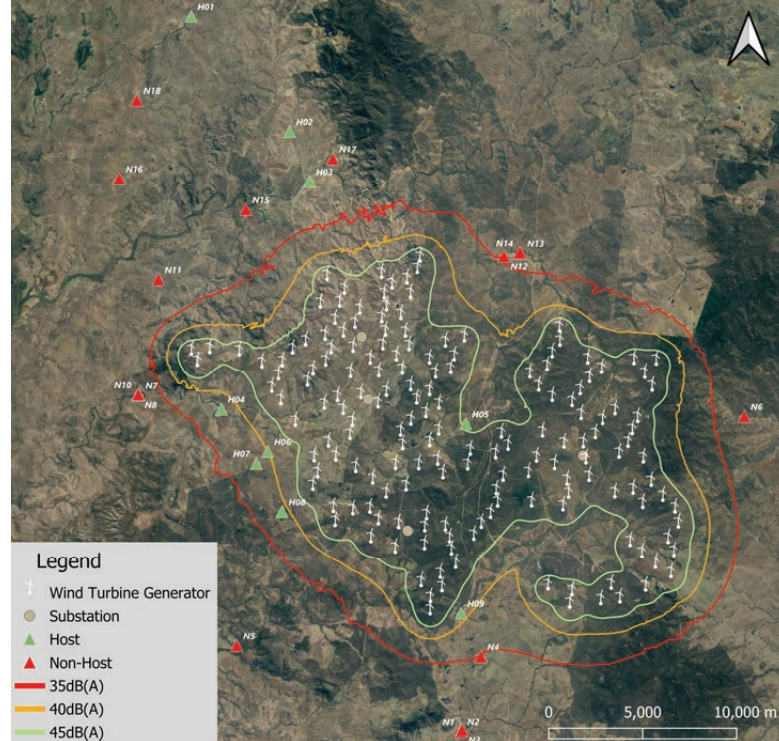 H01
N18
H02
N17
N16
H03
N15
N14
N13
N12
N11
N10
N7
N8
H04
H05
N6
H06
H07
H08
Legend
Wind Turbine Generator
Substation
Host
Non-Host
35dB(A)
40dB(A)
45dB(A)
H09
N5
N4
N1
N2
N3
0
5,000
10,000 m